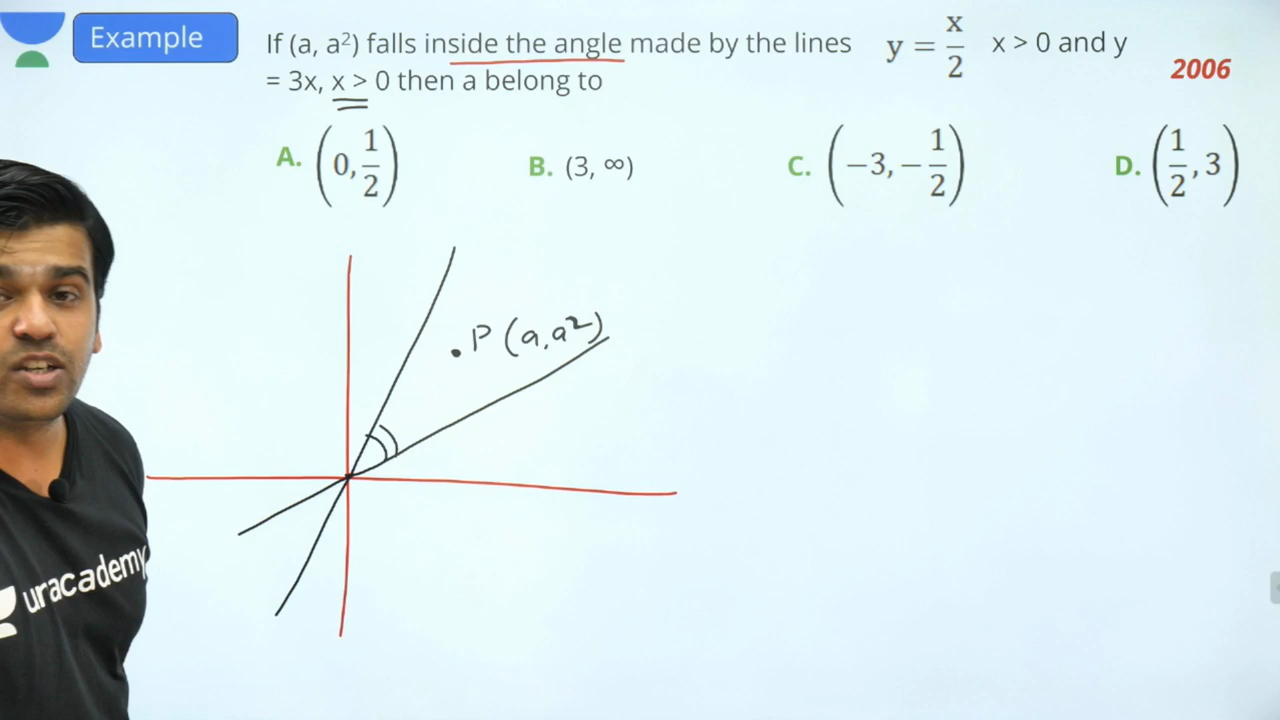 Example
If (a, a²) falls inside the angle made by the lines y = x/2 x > 0 and y
= 3x, x > 0 then a belong to
2006
A. (0, 1/2) B. (3, ∞) C. (−3, −1/2) D. (1/2, 3)
P (a, a²)
uracademy